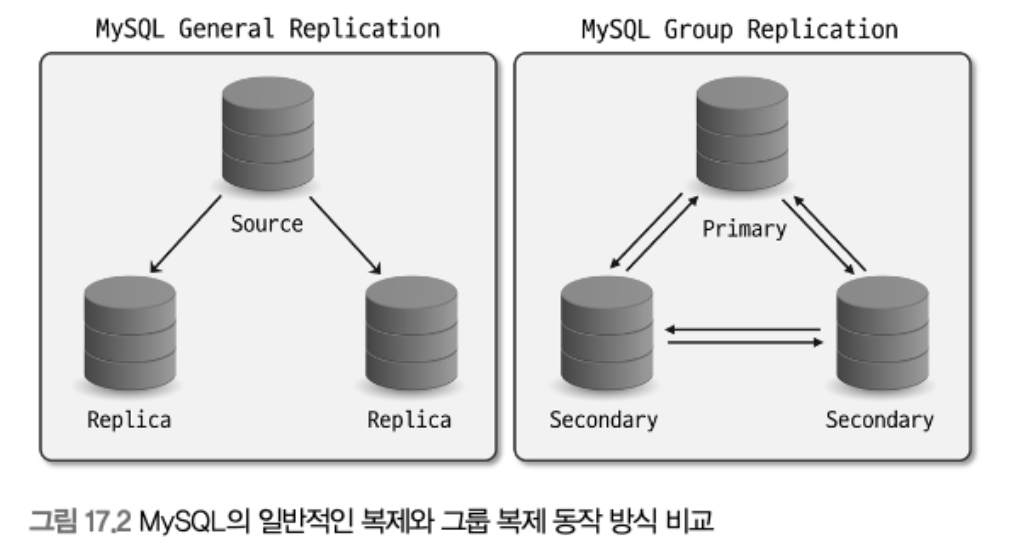 MySQL General Replication
MySQL Group Replication
Source
Replica
Replica
Primary
Secondary
Secondary
그림 17.2 MySQL의 일반적인 복제와 그룹 복제 동작 방식 비교